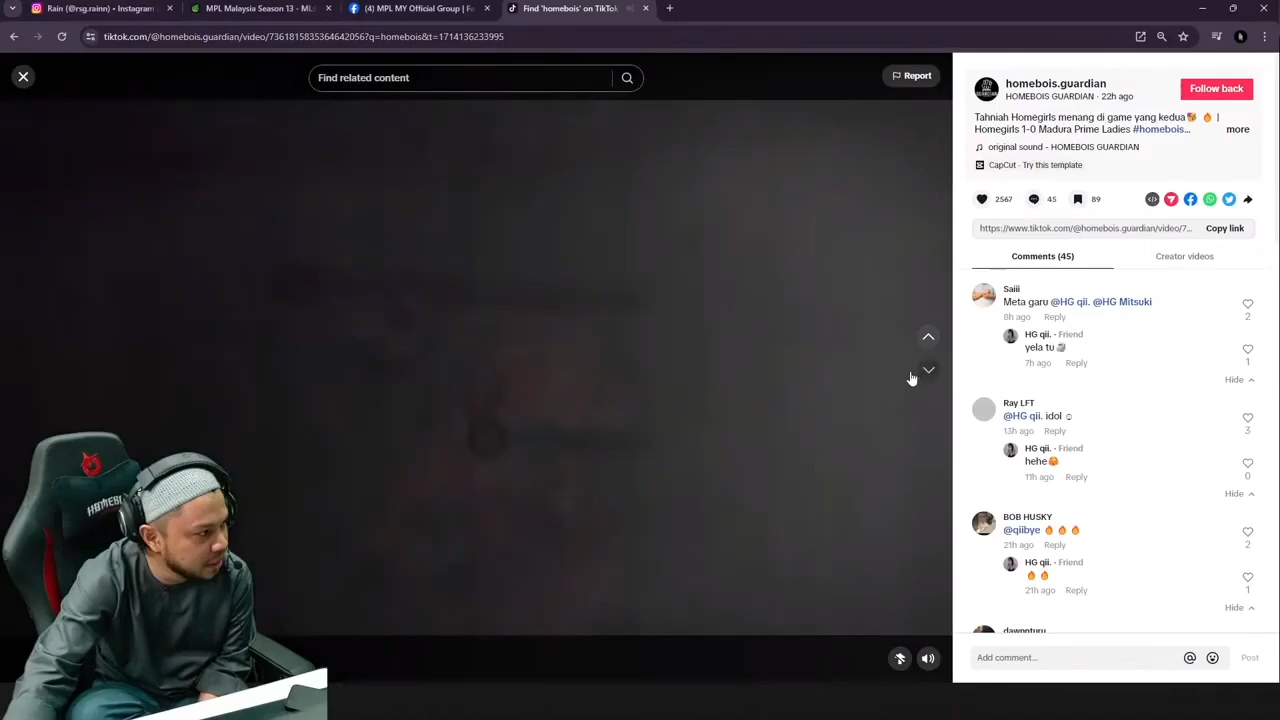 Rain (@rsg.rainn) • Instagram
MPL Malaysia Season 13 - MLi
(4) MPL MY Official Group | Fa
Find 'homebois' on TikTok
tiktok.com/@homebois.guardian/video/7361815835364642056?q=homebois&t=1714136233995
Find related content
Report
homebois.guardian
HOMEBOIS GUARDIAN · 22h ago
Follow back
Tahniah Homegirls menang di game yang kedua🥳 🔥 |
Homegirls 1-0 Madura Prime Ladies #homebois...
more
original sound - HOMEBOIS GUARDIAN
CapCut · Try this template
2567
45
89
https://www.tiktok.com/@homebois.guardian/video/7...
Copy link
Comments (45)
Creator videos
Saiii
Meta garu @HG qii. @HG Mitsuki
8h ago Reply
2
HG qii. · Friend
yela tu
7h ago Reply
1
Hide
Ray LFT
@HG qii. idol
13h ago Reply
3
HG qii. · Friend
hehe
11h ago Reply
0
Hide
BOB HUSKY
@qiibye 🔥 🔥 🔥
21h ago Reply
2
HG qii. · Friend
🔥 🔥
21h ago Reply
1
Hide
Add comment...
Post